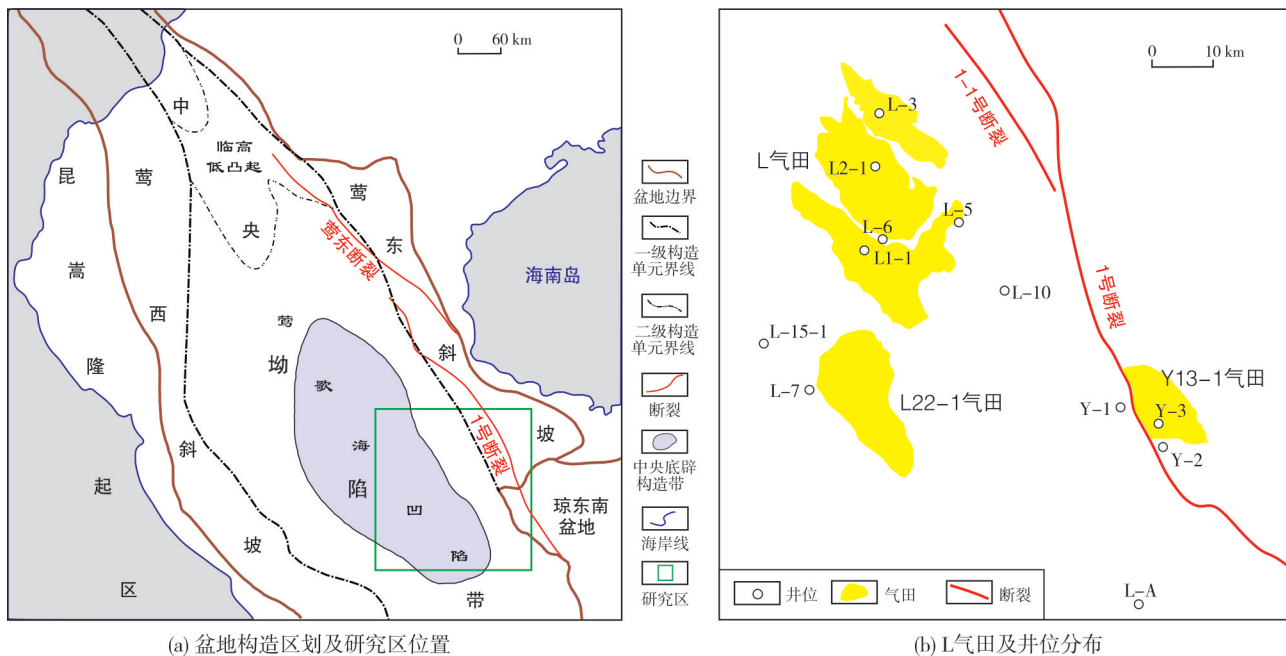 0 60 km
中
临高
低凸起
昆
莺
莺
央
东
莺东断裂
嵩
海南岛
西
莺
斜
隆
坳
歌
1号断裂
坡
斜
海
陷
凹
琼东南
盆地
起
坡
陷
区
带
盆地边界
一级构造
单元界线
二级构造
单元界线
断裂
中央底辟
构造带
海岸线
研究区
(a) 盆地构造区划及研究区位置
0 10 km
1-1号断裂
L-3
L气田
L2-1
L-5
L-6
L1-1
L-10
1号断裂
L-15-1
L-7
L22-1气田
Y13-1气田
Y-1
Y-3
Y-2
L-A
井位
气田
断裂
(b) L气田及井位分布